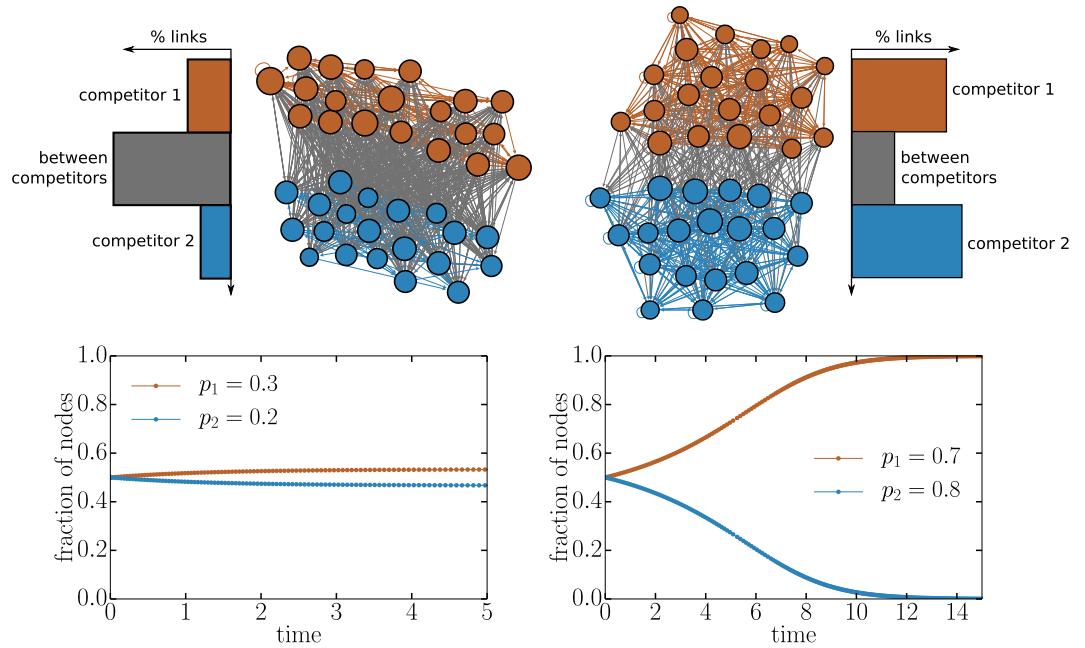 % links
competitor 1
between
competitors
competitor 2
% links
competitor 1
between
competitors
competitor 2
fraction of nodes
1.0
0.8
0.6
0.4
0.2
0.0
p₁ = 0.3
p₂ = 0.2
0 1 2 3 4 5
time
fraction of nodes
1.0
0.8
0.6
0.4
0.2
0.0
p₁ = 0.7
p₂ = 0.8
0 2 4 6 8 10 12 14
time